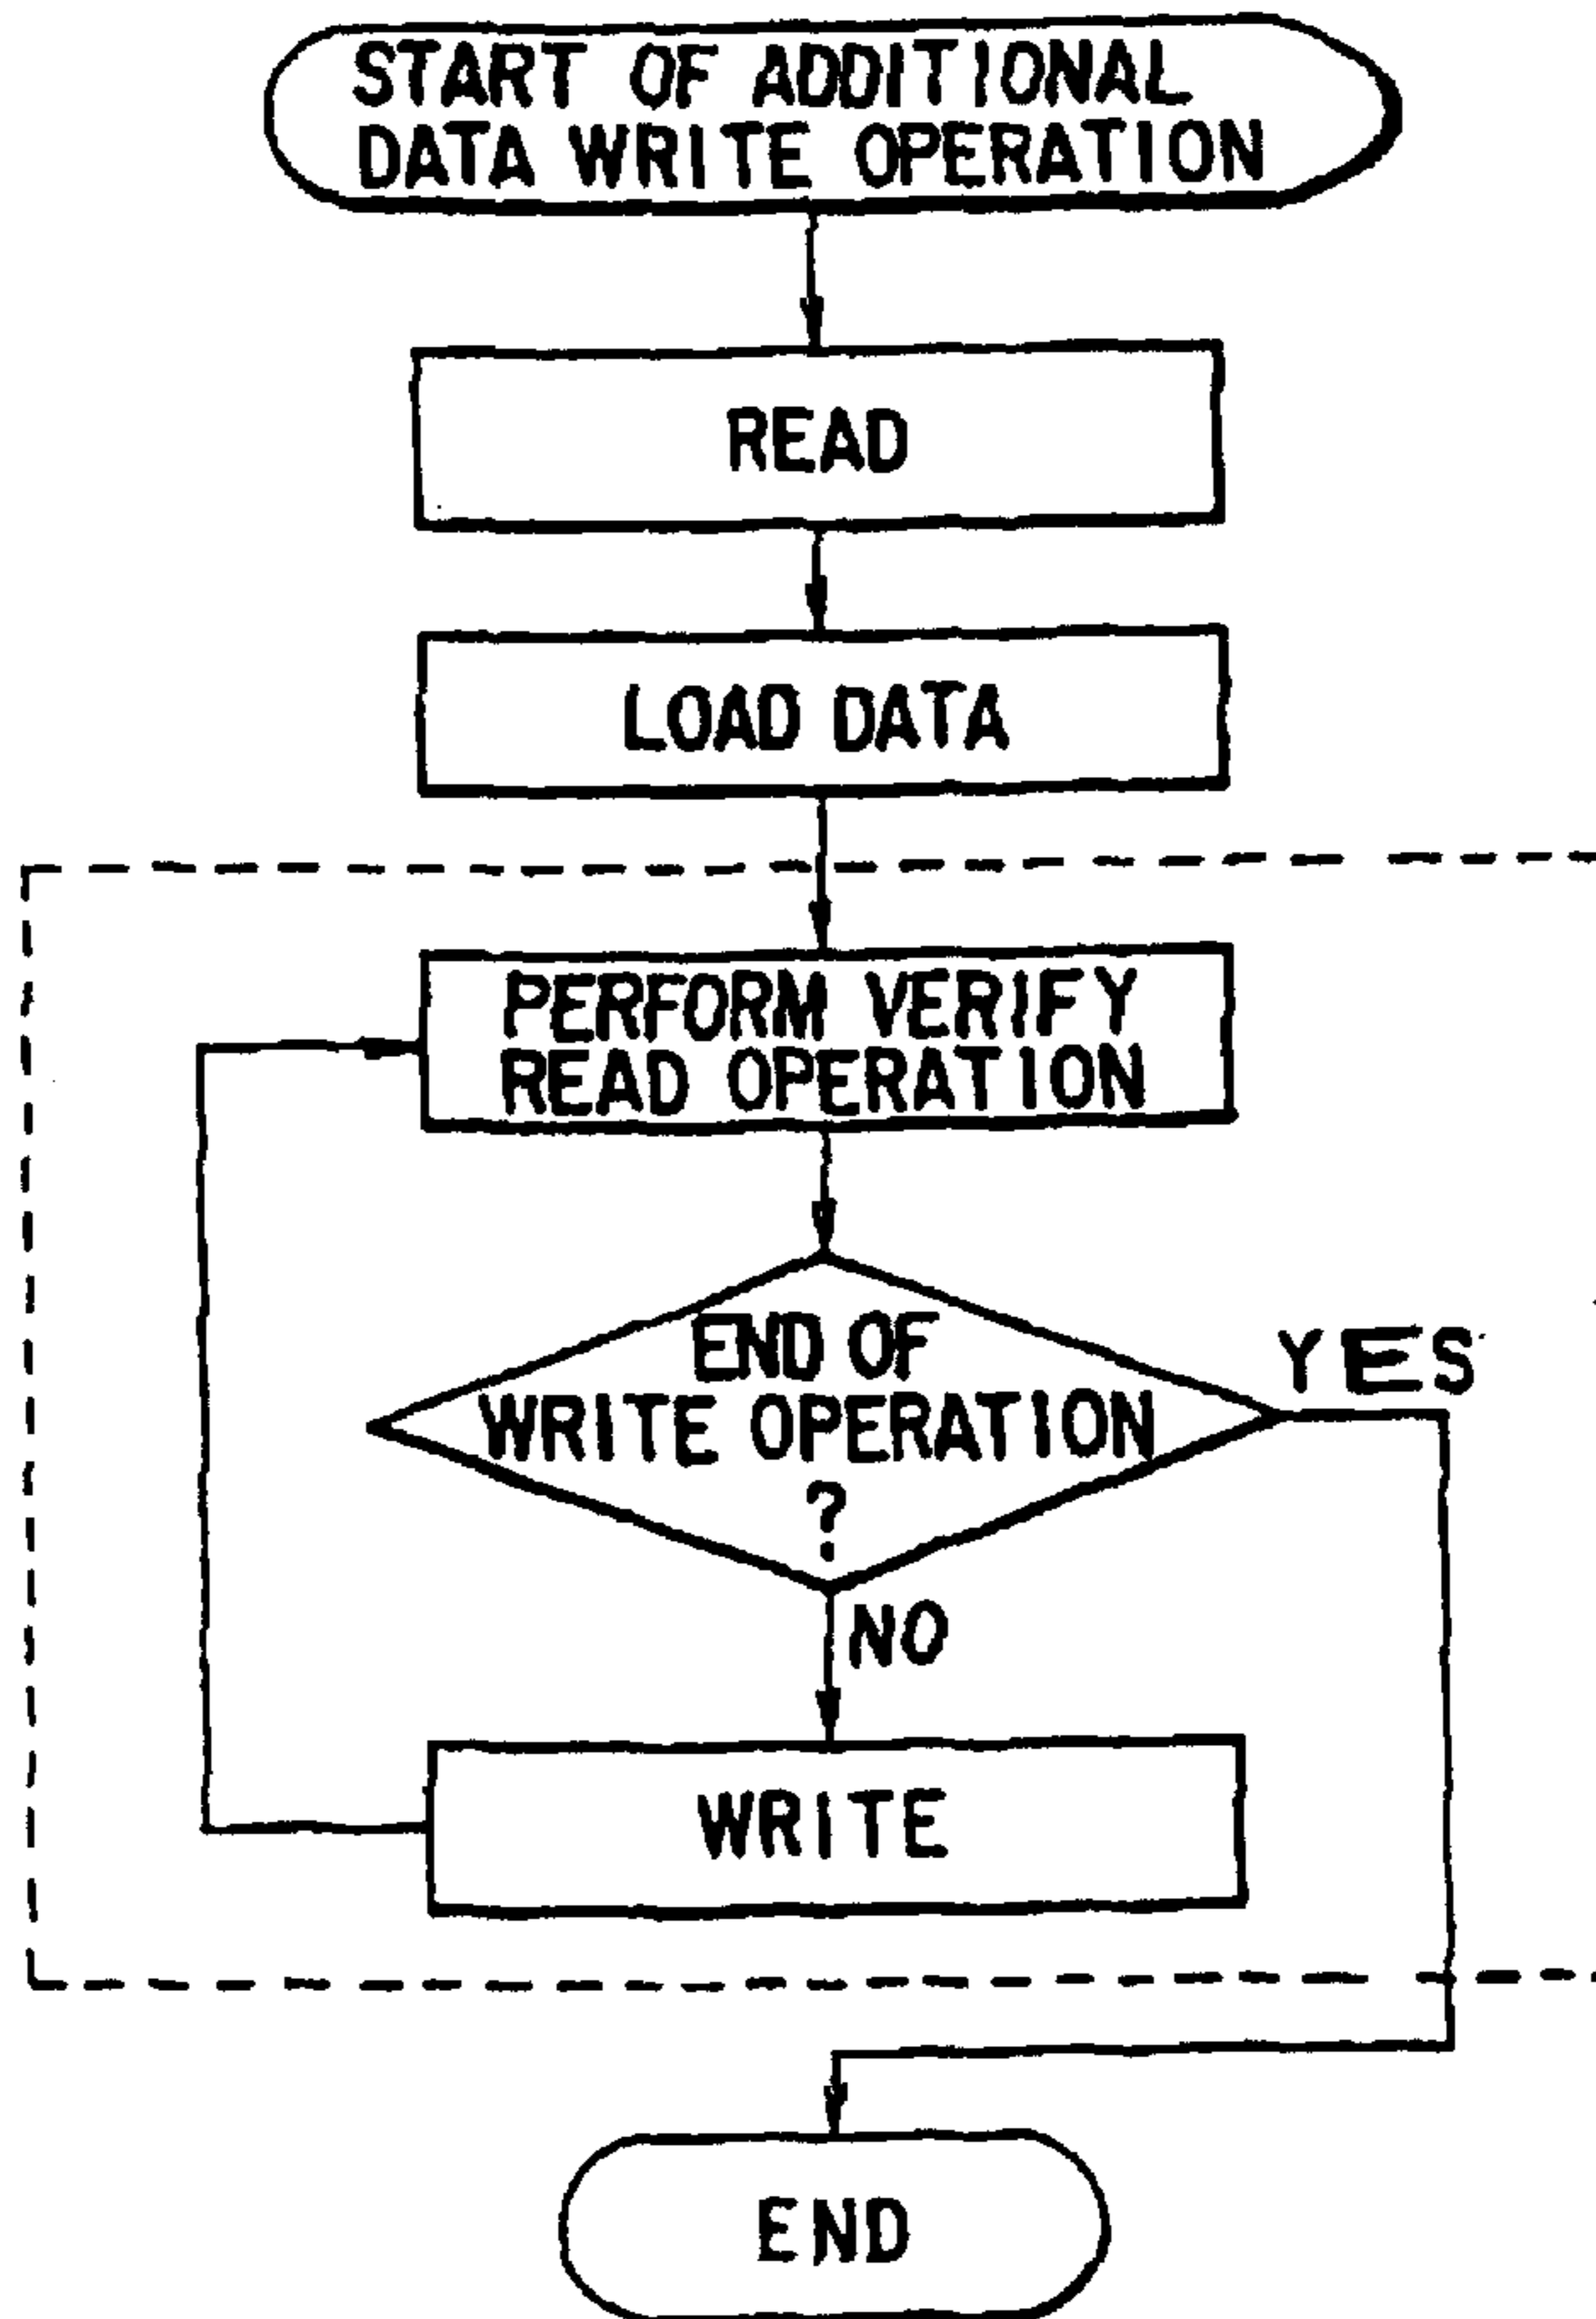 START OF ADDITIONAL
DATA WRITE OPERATION
READ
LOAD DATA
PERFORM VERIFY
READ OPERATION
END OF
WRITE OPERATION
?
YES
NO
WRITE
END